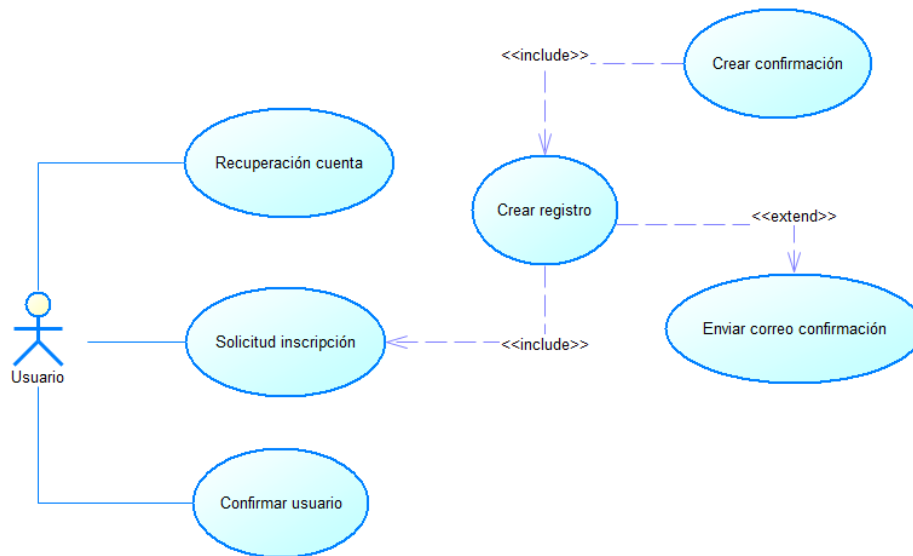 <<include>>
Crear confirmación
Recuperación cuenta
Crear registro
<<extend>>
Usuario
Solicitud inscripción
<<include>>
Enviar correo confirmación
Confirmar usuario